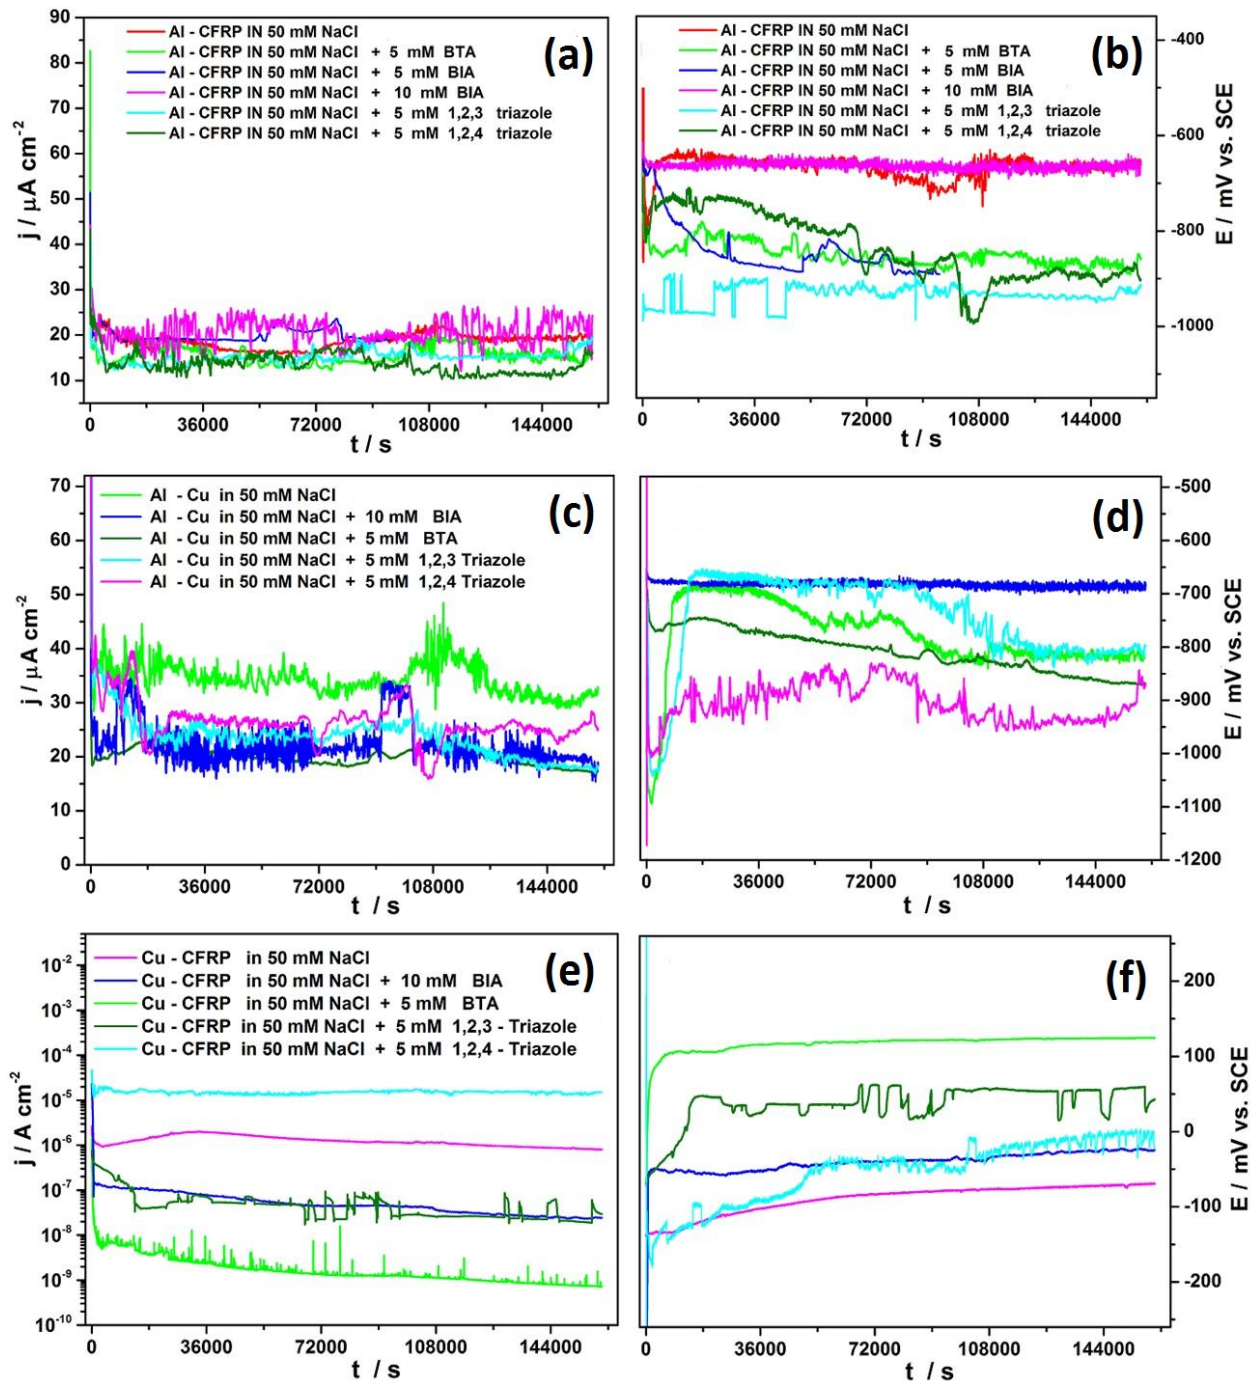 90
80
70
60
50
40
30
20
10
j / μA cm-2
Al - CFRP IN 50 mM NaCl
Al - CFRP IN 50 mM NaCl + 5 mM BTA
Al - CFRP IN 50 mM NaCl + 5 mM BIA
Al - CFRP IN 50 mM NaCl + 10 mM BIA
Al - CFRP IN 50 mM NaCl + 5 mM 1,2,3 triazole
Al - CFRP IN 50 mM NaCl + 5 mM 1,2,4 triazole
(a)
0 36000 72000 108000 144000
t / s
Al - CFRP IN 50 mM NaCl
Al - CFRP IN 50 mM NaCl + 5 mM BTA
Al - CFRP IN 50 mM NaCl + 5 mM BIA
Al - CFRP IN 50 mM NaCl + 10 mM BIA
Al - CFRP IN 50 mM NaCl + 5 mM 1,2,3 triazole
Al - CFRP IN 50 mM NaCl + 5 mM 1,2,4 triazole
(b)
-400
-600
-800
-1000
E / mV vs. SCE
0 36000 72000 108000 144000
t / s
70
60
50
40
30
20
10
0
j / μA cm-2
Al - Cu in 50 mM NaCl
Al - Cu in 50 mM NaCl + 10 mM BIA
Al - Cu in 50 mM NaCl + 5 mM BTA
Al - Cu in 50 mM NaCl + 5 mM 1,2,3 Triazole
Al - Cu in 50 mM NaCl + 5 mM 1,2,4 Triazole
(c)
0 36000 72000 108000 144000
t / s
(d)
-500
-600
-700
-800
-900
-1000
-1100
-1200
E / mV vs. SCE
0 36000 72000 108000 144000
t / s
10-2
10-3
10-4
10-5
10-6
10-7
10-8
10-9
10-10
j / A cm-2
Cu - CFRP in 50 mM NaCl
Cu - CFRP in 50 mM NaCl + 10 mM BIA
Cu - CFRP in 50 mM NaCl + 5 mM BTA
Cu - CFRP in 50 mM NaCl + 5 mM 1,2,3 - Triazole
Cu - CFRP in 50 mM NaCl + 5 mM 1,2,4 - Triazole
(e)
0 36000 72000 108000 144000
t / s
(f)
200
100
0
-100
-200
E / mV vs. SCE
0 36000 72000 108000 144000
t / s